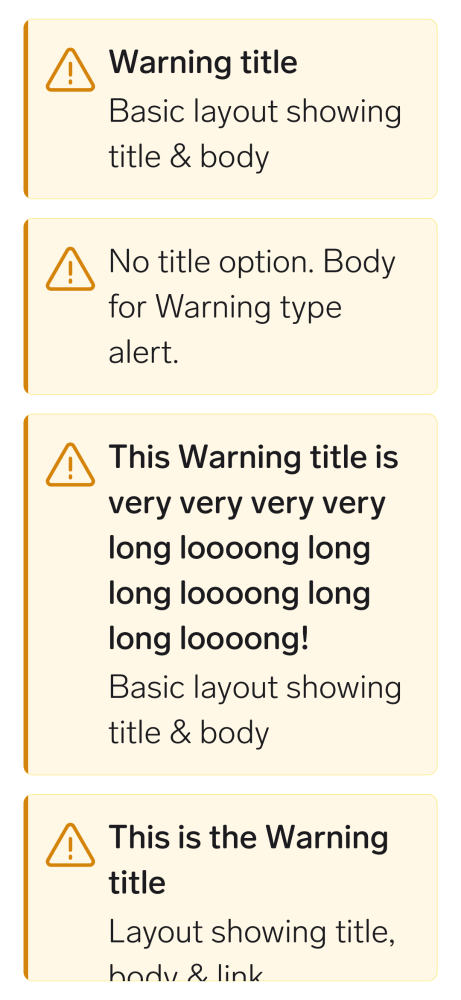 Warning title
Basic layout showing
title & body
No title option. Body
for Warning type
alert.
This Warning title is
very very very very
long loooong long
long loooong long
long loooong!
Basic layout showing
title & body
This is the Warning
title
Layout showing title,
body & link